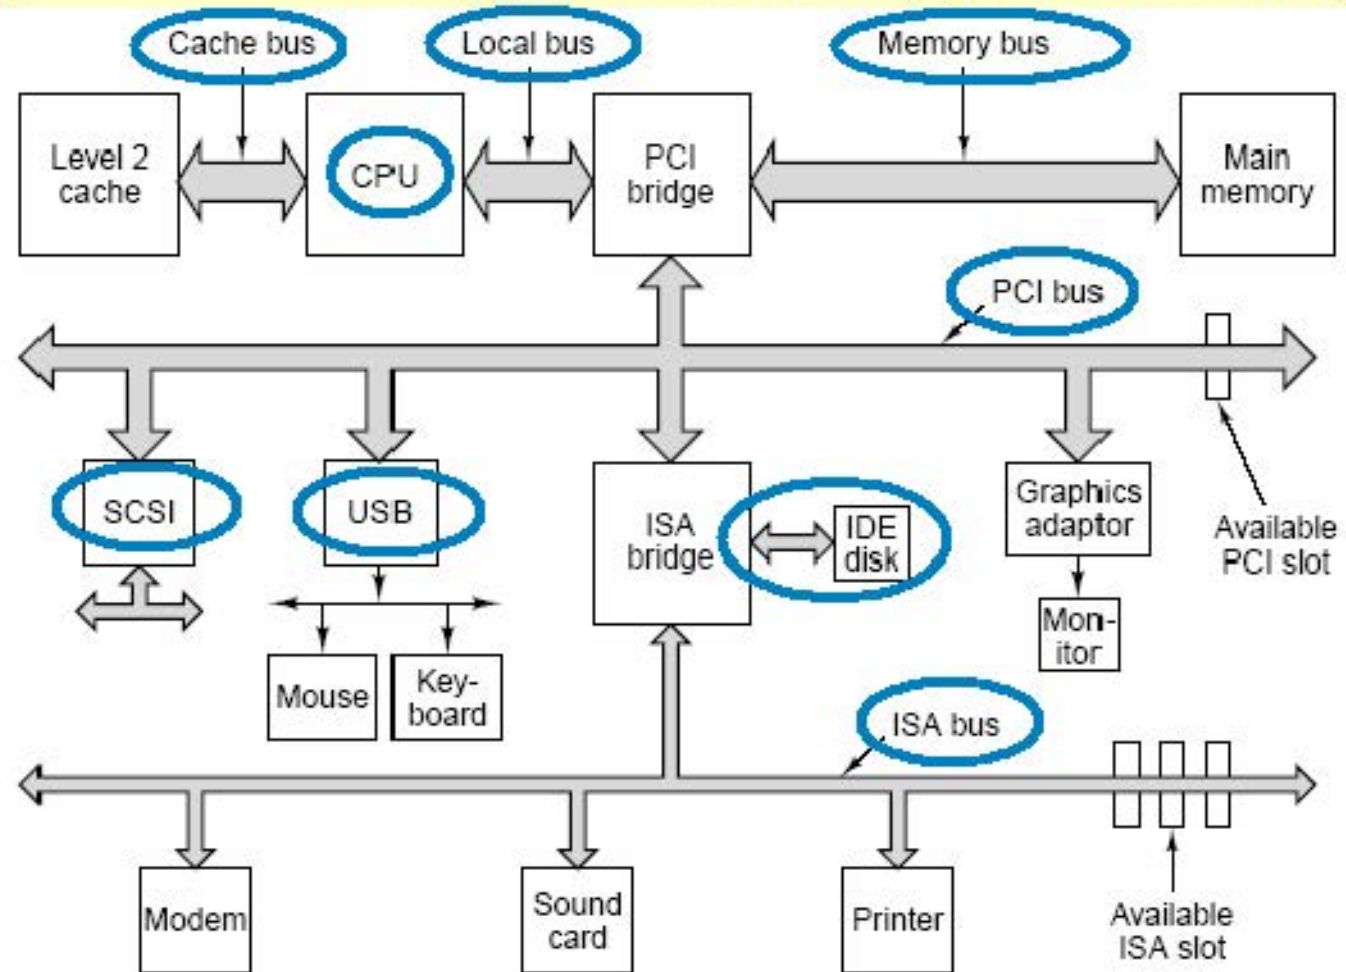 Cache bus
Local bus
Memory bus
Level 2
cache
CPU
PCI
bridge
Main
memory
PCI bus
SCSI
USB
ISA
bridge
IDE
disk
Graphics
adaptor
Available
PCI slot
Mon-
itor
Mouse
Key-
board
ISA bus
Modem
Sound
card
Printer
Available
ISA slot